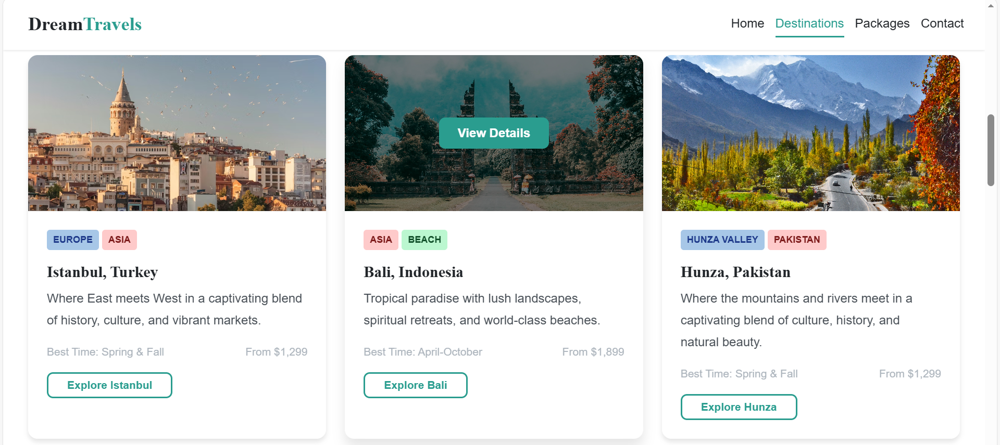 DreamTravels
Home Destinations Packages Contact
View Details
EUROPE ASIA
Istanbul, Turkey
Where East meets West in a captivating blend
of history, culture, and vibrant markets.
Best Time: Spring & Fall From $1,299
Explore Istanbul
ASIA BEACH
Bali, Indonesia
Tropical paradise with lush landscapes,
spiritual retreats, and world-class beaches.
Best Time: April-October From $1,899
Explore Bali
HUNZA VALLEY PAKISTAN
Hunza, Pakistan
Where the mountains and rivers meet in a
captivating blend of culture, history, and
natural beauty.
Best Time: Spring & Fall From $1,299
Explore Hunza